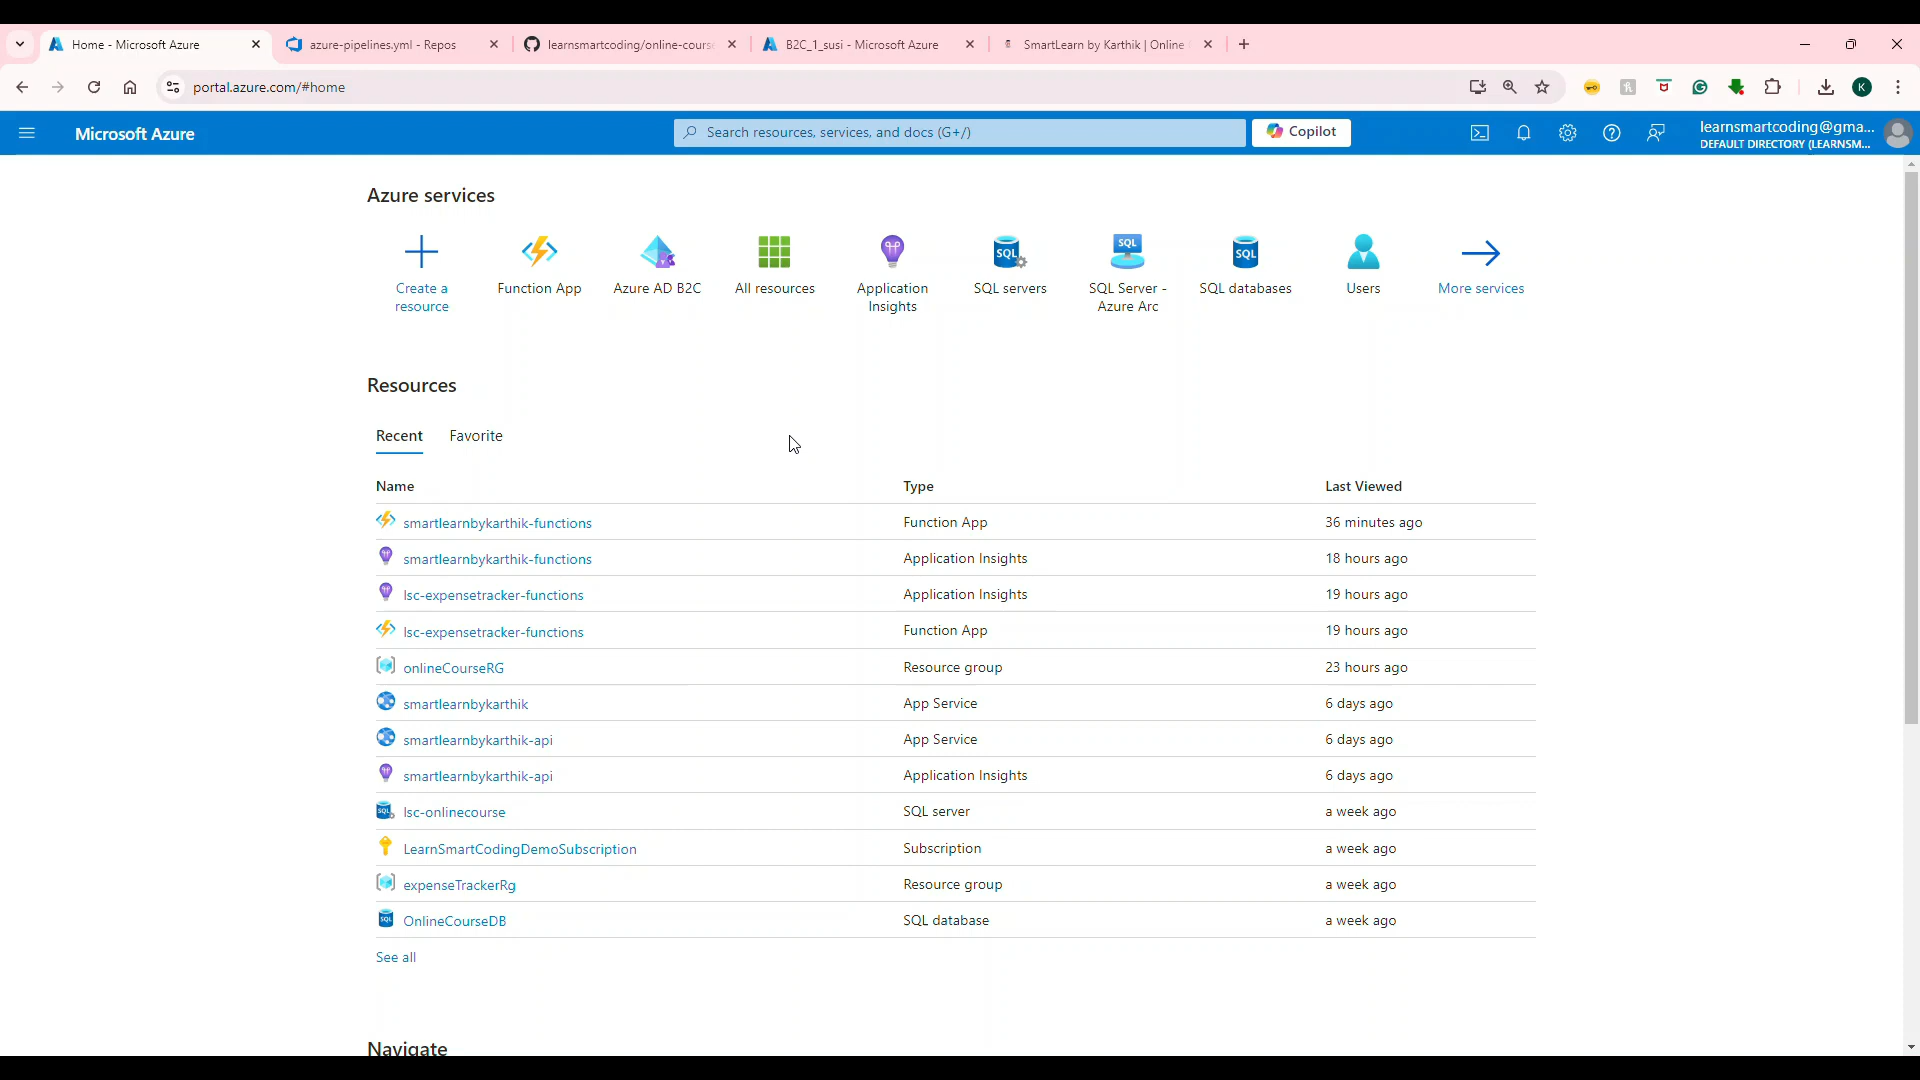 Home - Microsoft Azure
azure-pipelines.yml - Repos
learnsmartcoding/online-cours
B2C_1_susi - Microsoft Azure
SmartLearn by Karthik | Online
portal.azure.com/#home
K
Microsoft Azure
Search resources, services, and docs (G+/)
Copilot
learnsmartcoding@gma...
DEFAULT DIRECTORY (LEARNSM...
Azure services
Create a resource
Function App
Azure AD B2C
All resources
Application Insights
SQL servers
SQL Server - Azure Arc
SQL databases
Users
More services
Resources
Recent Favorite
Name Type Last Viewed
smartlearnbykarthik-functions Function App 36 minutes ago
smartlearnbykarthik-functions Application Insights 18 hours ago
lsc-expensetracker-functions Application Insights 19 hours ago
lsc-expensetracker-functions Function App 19 hours ago
onlineCourseRG Resource group 23 hours ago
smartlearnbykarthik App Service 6 days ago
smartlearnbykarthik-api App Service 6 days ago
smartlearnbykarthik-api Application Insights 6 days ago
lsc-onlinecourse SQL server a week ago
LearnSmartCodingDemoSubscription Subscription a week ago
expenseTrackerRg Resource group a week ago
OnlineCourseDB SQL database a week ago
See all
Navigate